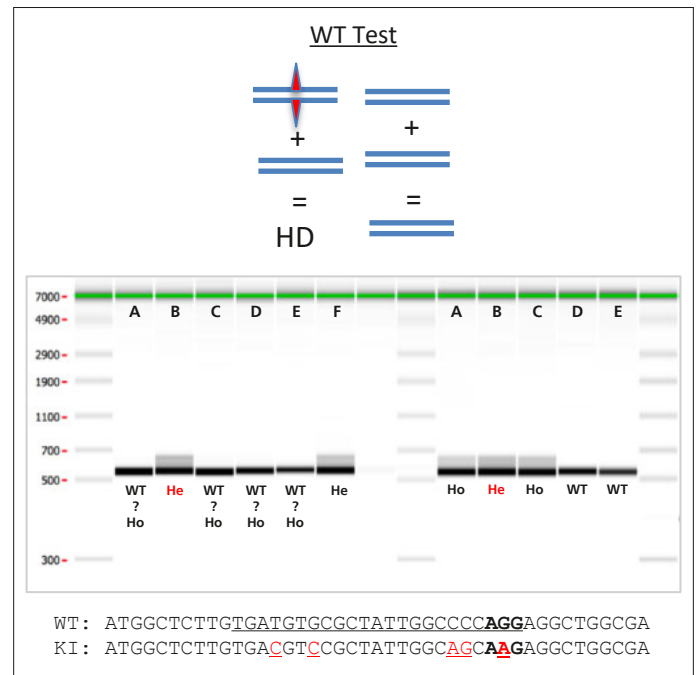 WT Test
+ +
= =
HD
7000
4900
2900
1900
1100
700
500
300
A B C D E F A B C D E
WT ? Ho
He
WT ? Ho
WT ? Ho
WT ? Ho
He
Ho
He
Ho
WT
WT
WT: ATGGCTCTTGTGATGTGCGCTATTGGCCCCAGGAGGCTGGCGA
KI: ATGGCTCTTGTGACGTCCGCTATTGGCAGCAAGAGGCTGGCGA